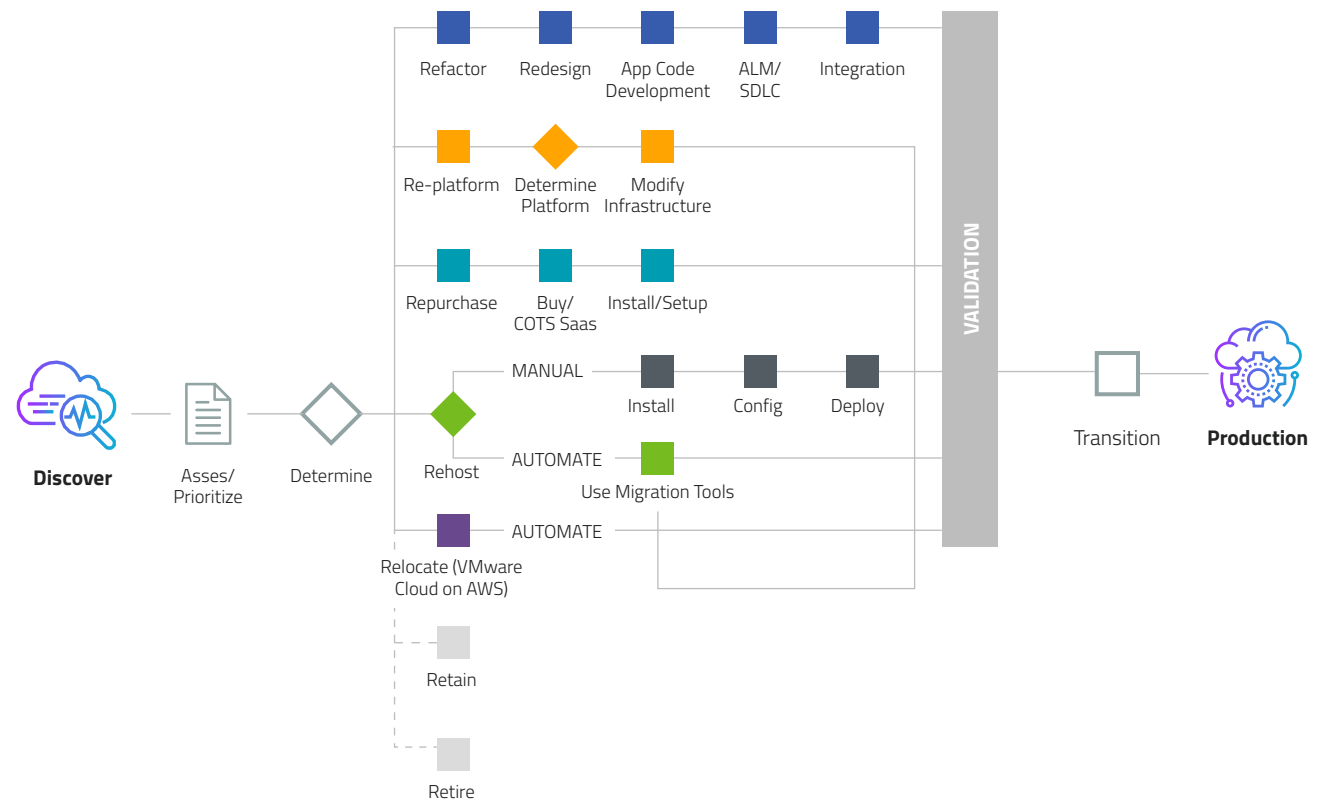 Refactor
Redesign
App Code
Development
ALM/
SDLC
Integration
Re-platform
Determine
Platform
Modify
Infrastructure
Repurchase
Buy/
COTS Saas
Install/Setup
VALIDATION
MANUAL
Install
Config
Deploy
Discover
Asses/
Prioritize
Determine
Rehost
AUTOMATE
Use Migration Tools
Transition
Production
AUTOMATE
Relocate (VMware
Cloud on AWS)
Retain
Retire